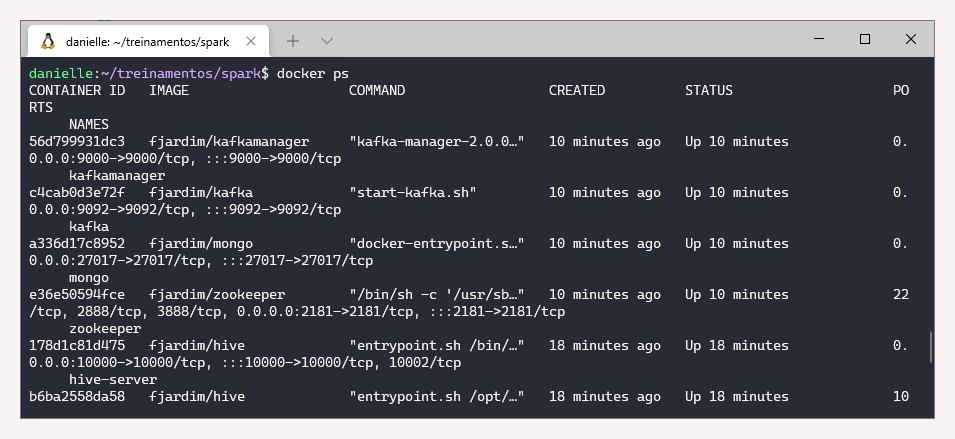 danielle: ~/treinamentos/spark
danielle:~/treinamentos/spark$ docker ps
CONTAINER ID   IMAGE                    COMMAND                  CREATED          STATUS                    PO
RTS
     NAMES
56d799931dc3   fjardim/kafkamanager     "kafka-manager-2.0.0…"   10 minutes ago   Up 10 minutes             0.
0.0.0:9000->9000/tcp, :::9000->9000/tcp
     kafkamanager
c4cab0d3e72f   fjardim/kafka            "start-kafka.sh"         10 minutes ago   Up 10 minutes             0.
0.0.0:9092->9092/tcp, :::9092->9092/tcp
     kafka
a336d17c8952   fjardim/mongo            "docker-entrypoint.s…"   10 minutes ago   Up 10 minutes             0.
0.0.0:27017->27017/tcp, :::27017->27017/tcp
     mongo
e36e50594fce   fjardim/zookeeper        "/bin/sh -c '/usr/sb…"   10 minutes ago   Up 10 minutes             22
/tcp, 2888/tcp, 3888/tcp, 0.0.0.0:2181->2181/tcp, :::2181->2181/tcp
     zookeeper
178d1c81d475   fjardim/hive             "entrypoint.sh /bin/…"   18 minutes ago   Up 18 minutes             0.
0.0.0:10000->10000/tcp, :::10000->10000/tcp, 10002/tcp
     hive-server
b6ba2558da58   fjardim/hive             "entrypoint.sh /opt/…"   18 minutes ago   Up 18 minutes             10